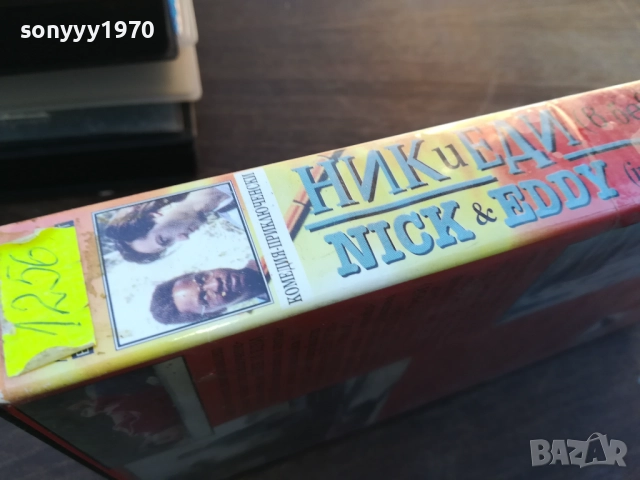 sonyyy1970
НИК и ЕДИ
NICK & EDDY
КОМЕДИЯ-ПРИКЛЮЧЕНСКИ
1256
BAZAR